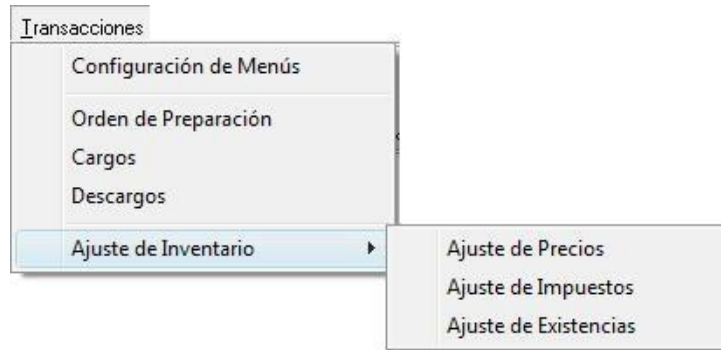 Transacciones
Configuración de Menús
Orden de Preparación
Cargos
Descargos
Ajuste de Inventario
Ajuste de Precios
Ajuste de Impuestos
Ajuste de Existencias